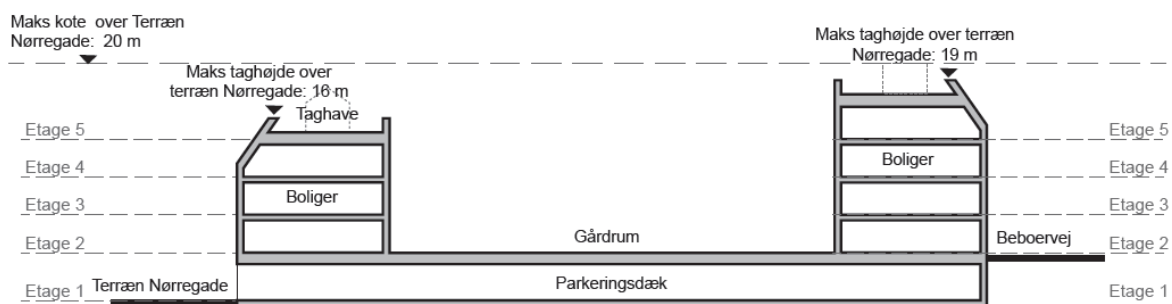 Maks kote over Terræn
Nørregade: 20 m
Maks taghøjde over terræn
Nørregade: 19 m
Maks taghøjde over
terræn Nørregade: 16 m
Taghave
Etage 5
Etage 5
Etage 4
Boliger
Etage 4
Boliger
Etage 3
Etage 3
Etage 2
Gårdrum
Beboervej
Etage 2
Etage 1
Terræn Nørregade
Parkeringsdæk
Etage 1